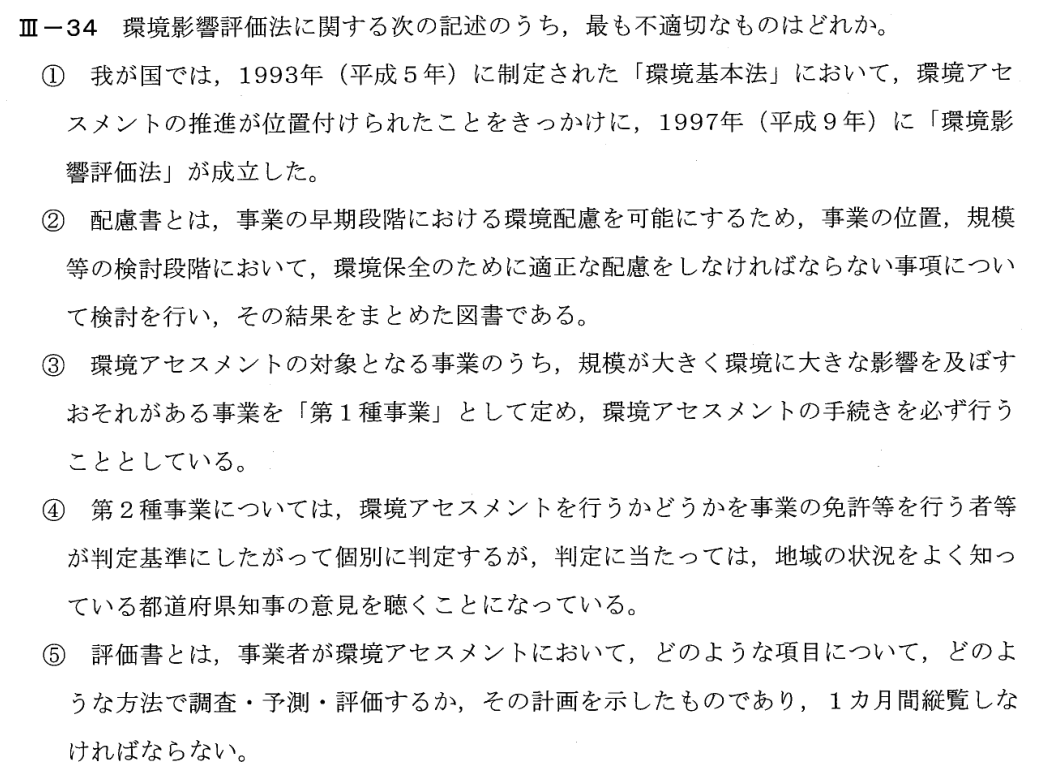 Ⅲ－34　環境影響評価法に関する次の記述のうち，最も不適切なものはどれか。
①　我が国では，1993年（平成５年）に制定された「環境基本法」において，環境アセ
スメントの推進が位置付けられたことをきっかけに，1997年（平成９年）に「環境影
響評価法」が成立した。
②　配慮書とは，事業の早期段階における環境配慮を可能にするため，事業の位置，規模
等の検討段階において，環境保全のために適正な配慮をしなければならない事項につい
て検討を行い，その結果をまとめた図書である。
③　環境アセスメントの対象となる事業のうち，規模が大きく環境に大きな影響を及ぼす
おそれがある事業を「第１種事業」として定め，環境アセスメントの手続きを必ず行う
こととしている。
④　第２種事業については，環境アセスメントを行うかどうかを事業の免許等を行う者等
が判定基準にしたがって個別に判定するが，判定に当たっては，地域の状況をよく知っ
ている都道府県知事の意見を聴くことになっている。
⑤　評価書とは，事業者が環境アセスメントにおいて，どのような項目について，どのよ
うな方法で調査・予測・評価するか，その計画を示したものであり，１カ月間縦覧しな
ければならない。